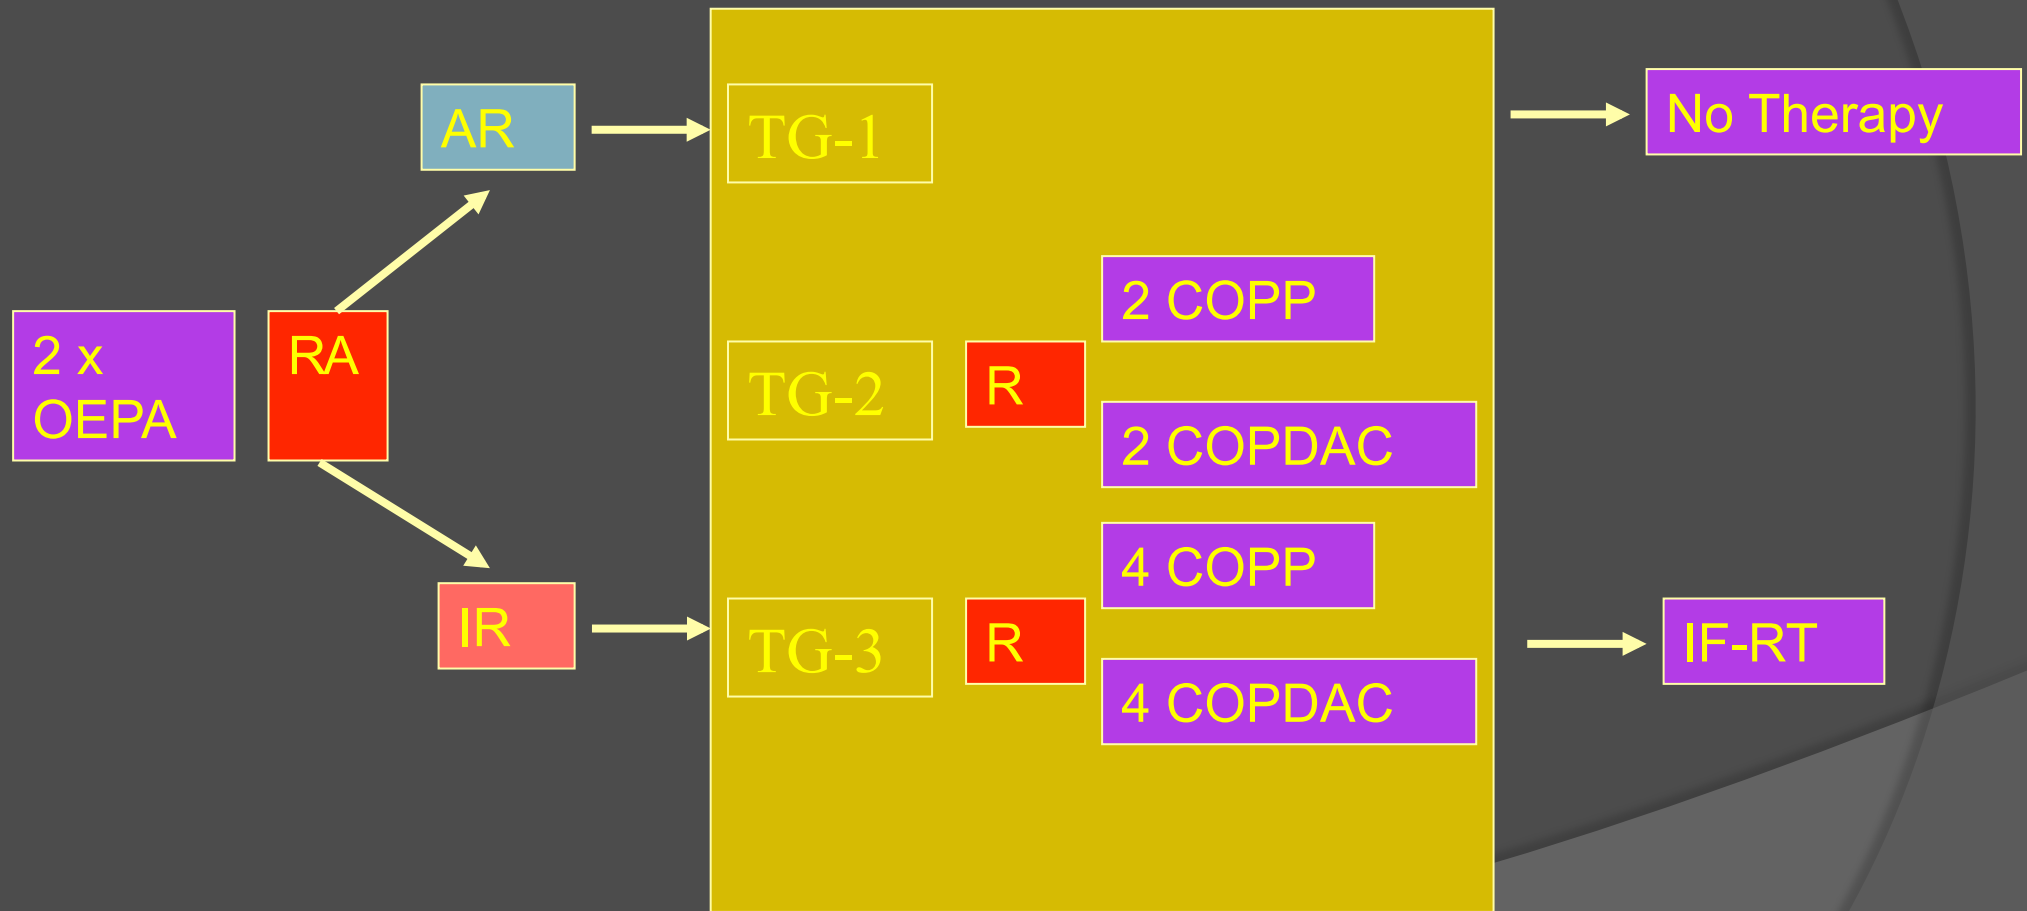 2 x
OEPA
RA
AR
IR
TG-1
TG-2
R
2 COPP
2 COPDAC
TG-3
R
4 COPP
4 COPDAC
No Therapy
IF-RT